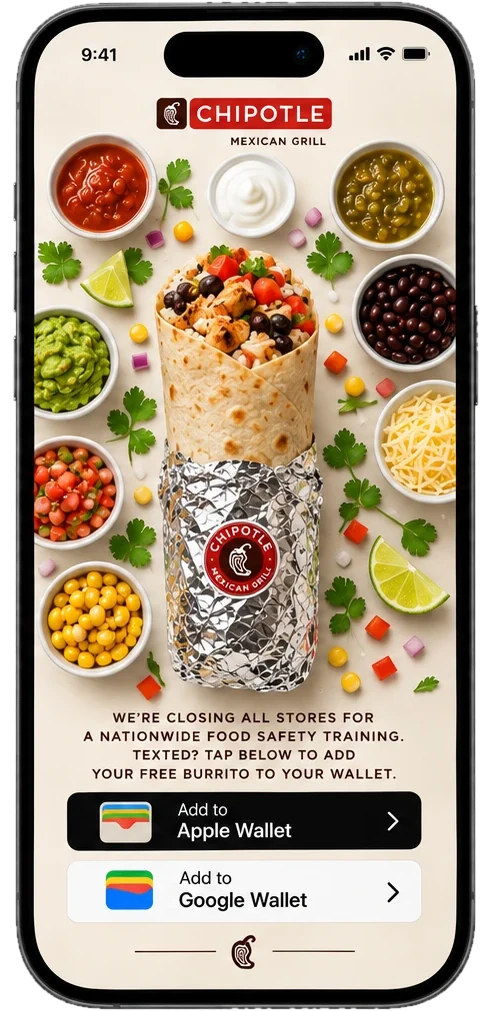 9:41
CHIPOTLE
MEXICAN GRILL
CHIPOTLE
MEXICAN GRILL
WE'RE CLOSING ALL STORES FOR
A NATIONWIDE FOOD SAFETY TRAINING.
TEXTED? TAP BELOW TO ADD
YOUR FREE BURRITO TO YOUR WALLET.
Add to
Apple Wallet
Add to
Google Wallet